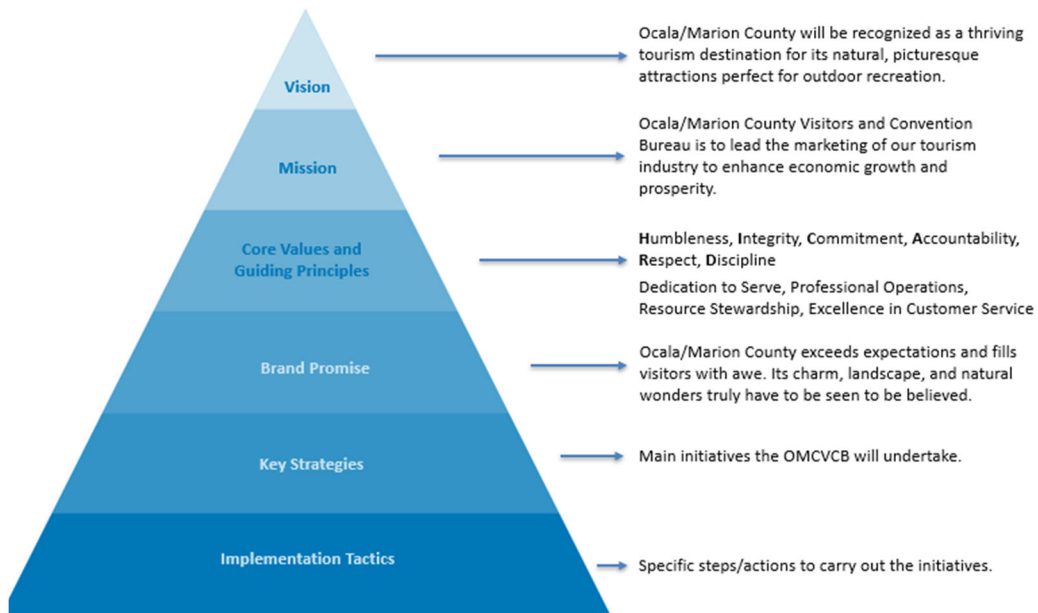 Vision
Ocala/Marion County will be recognized as a thriving
tourism destination for its natural, picturesque
attractions perfect for outdoor recreation.
Mission
Ocala/Marion County Visitors and Convention
Bureau is to lead the marketing of our tourism
industry to enhance economic growth and
prosperity.
Core Values and
Guiding Principles
Humbleness, Integrity, Commitment, Accountability,
Respect, Discipline
Dedication to Serve, Professional Operations,
Resource Stewardship, Excellence in Customer Service
Brand Promise
Ocala/Marion County exceeds expectations and fills
visitors with awe. Its charm, landscape, and natural
wonders truly have to be seen to be believed.
Key Strategies
Main initiatives the OMCVCB will undertake.
Implementation Tactics
Specific steps/actions to carry out the initiatives.